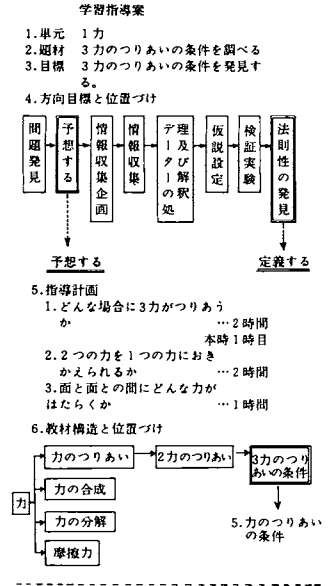 学習指導案
1.単元 1力
2.題材 3力のつりあいの条件を調べる
3.目標 3力のつりあいの条件を発見す
る。
4.方向目標と位置づけ
問題発見
予想する
情報収集企画
情報収集
データーの処
理及び解釈
仮説設定
検証実験
法則性の発見
予想する
定義する
5.指導計画
1.どんな場合に3力がつりあう
か …2時間
本時1時目
2.2つの力を1つの力におき
かえられるか …2時間
3.面と面との間にどんな力が
はたらくか …1時間
6.教材構造と位置づけ
力
力のつりあい
2力のつりあい
3力のつり
あいの条件
力の合成
力の分解
摩擦力
5.力のつりあい
の条件